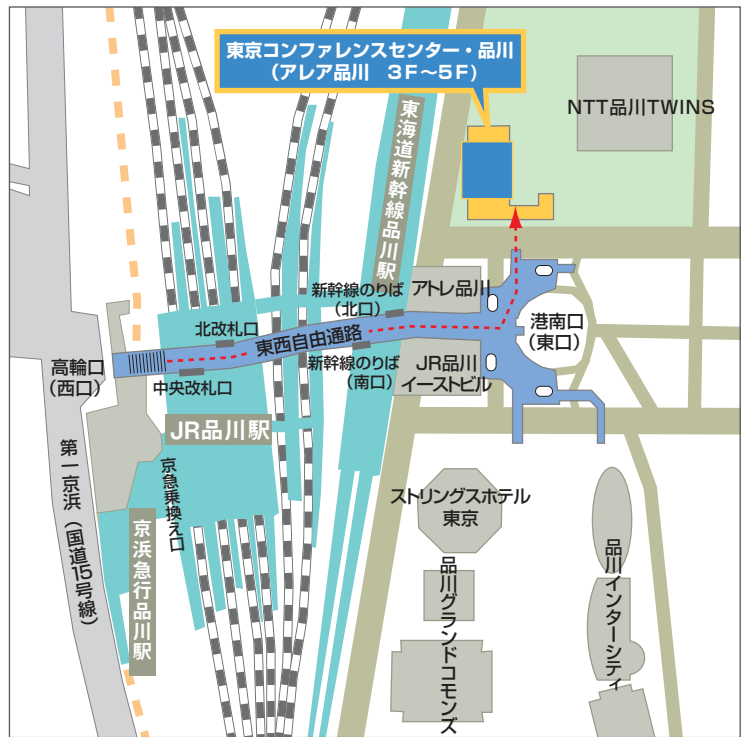 東京コンファレンスセンター・品川
（アレア品川　3F〜5F）
NTT品川TWINS
東海道新幹線品川駅
新幹線のりば
（北口）
アトレ品川
北改札口
東西自由通路
港南口
（東口）
高輪口
（西口）
中央改札口
新幹線のりば
（南口）
JR品川
イーストビル
JR品川駅
第一京浜（国道15号線）
京急乗換え口
京浜急行品川駅
ストリングスホテル
東京
品川グランドコモンズ
品川インターシティ